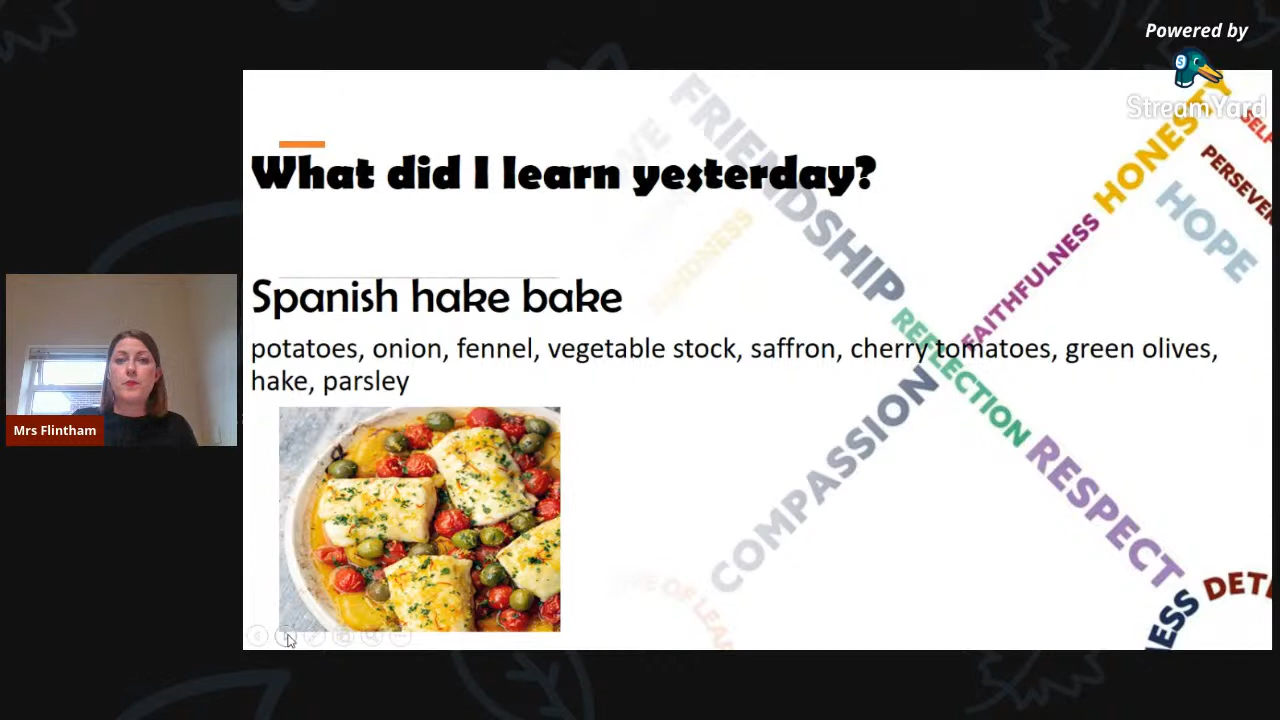 Powered by
StreamYard
What did I learn yesterday?
Spanish hake bake
potatoes, onion, fennel, vegetable stock, saffron, cherry tomatoes, green olives,
hake, parsley
Mrs Flintham
FRIENDSHIP
KINDNESS
REFLECTION
RESPECT
COMPASSION
FAITHFULNESS
HONESTY
HOPE